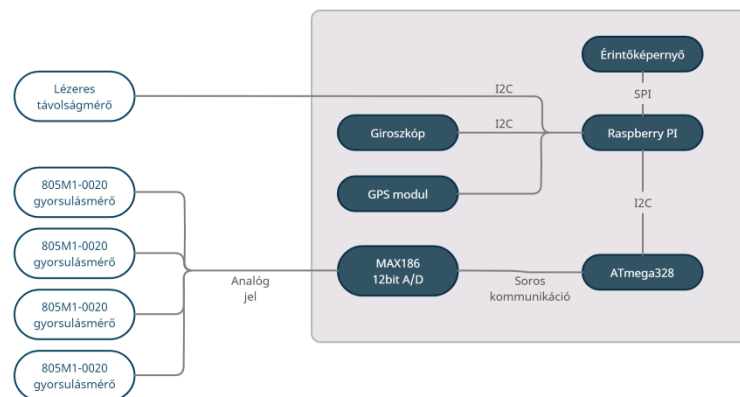 Érintőképernyő
SPI
Lézeres
távolságmérő
I2C
I2C
Giroszkóp
Raspberry PI
805M1-0020
gyorsulásmérő
GPS modul
I2C
805M1-0020
gyorsulásmérő
MAX186
12bit A/D
ATmega328
Analóg
jel
Soros
kommunikáció
805M1-0020
gyorsulásmérő
805M1-0020
gyorsulásmérő